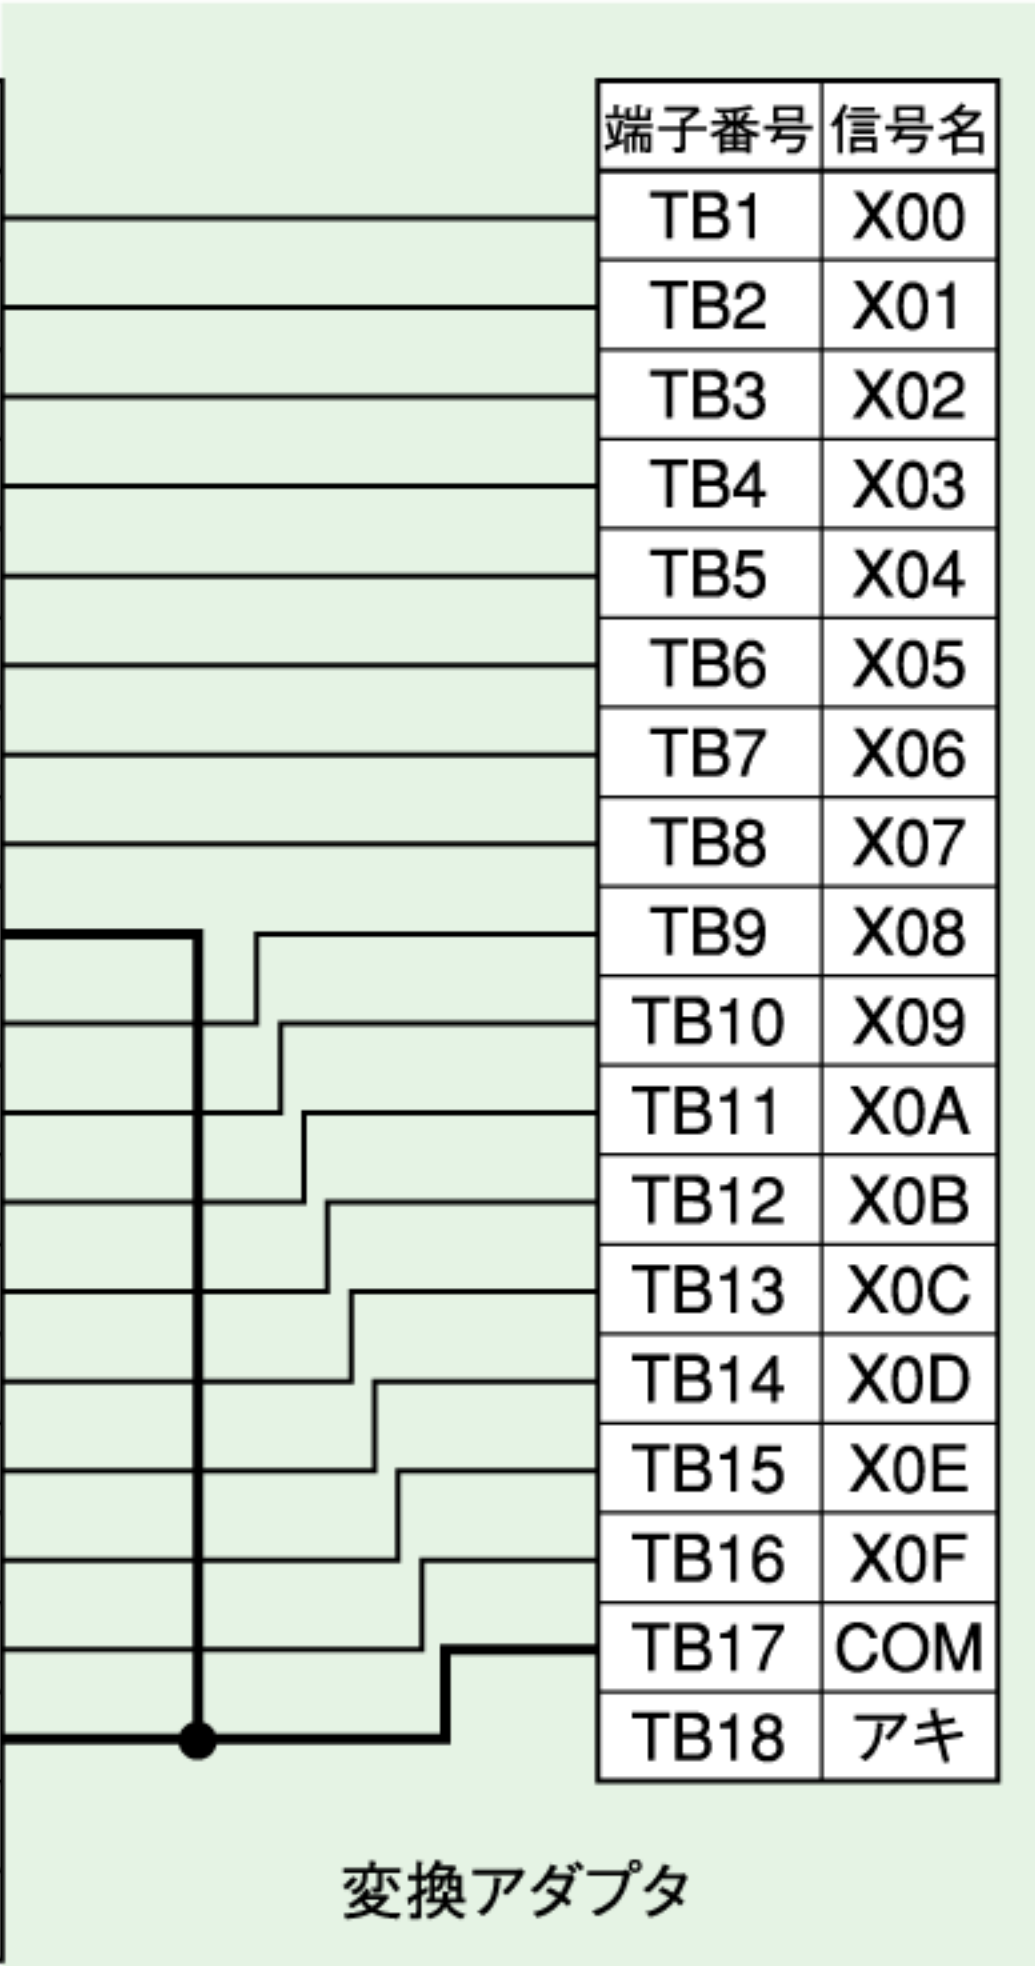 端子番号 信号名
TB1 X00
TB2 X01
TB3 X02
TB4 X03
TB5 X04
TB6 X05
TB7 X06
TB8 X07
TB9 X08
TB10 X09
TB11 X0A
TB12 X0B
TB13 X0C
TB14 X0D
TB15 X0E
TB16 X0F
TB17 COM
TB18 アキ
変換アダプタ